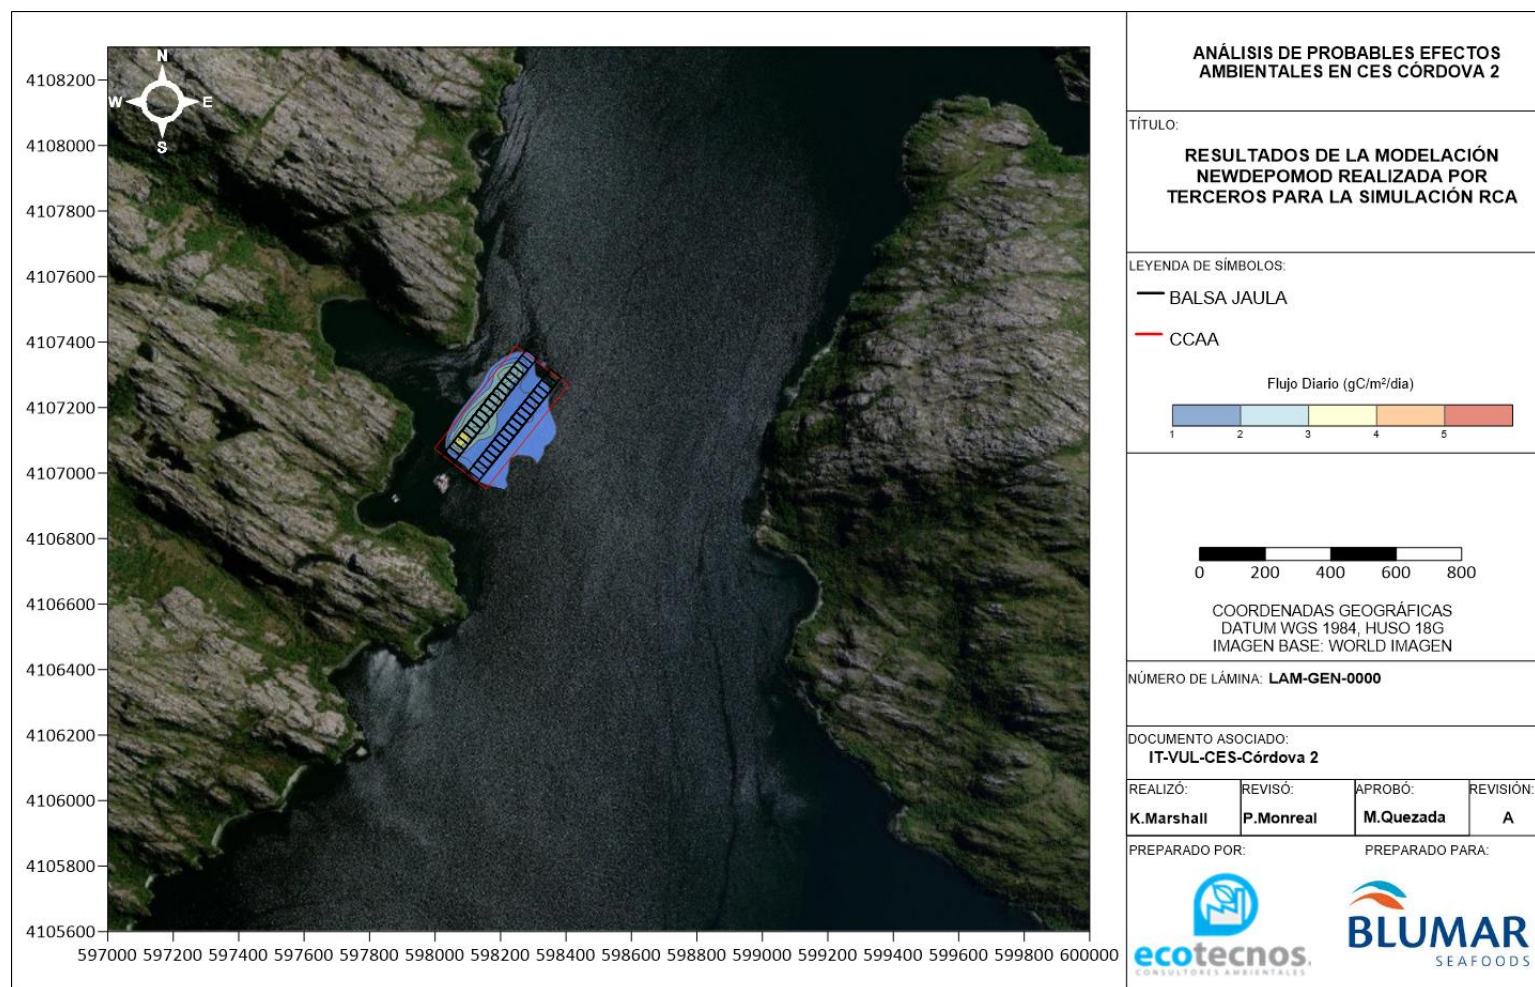 4108200
4108000
4107800
4107600
4107400
4107200
4107000
4106800
4106600
4106400
4106200
4106000
4105800
4105600
N
W E
S
597000 597200 597400 597600 597800 598000 598200 598400 598600 598800 599000 599200 599400 599600 599800 600000
ANÁLISIS DE PROBABLES EFECTOS
AMBIENTALES EN CES CÓRDOVA 2
TÍTULO:
RESULTADOS DE LA MODELACIÓN
NEWDEPOMOD REALIZADA POR
TERCEROS PARA LA SIMULACIÓN RCA
LEYENDA DE SÍMBOLOS:
BALSA JAULA
CCAA
Flujo Diario (gC/m²/dia)
1 2 3 4 5
0 200 400 600 800
COORDENADAS GEOGRÁFICAS
DATUM WGS 1984, HUSO 18G
IMAGEN BASE: WORLD IMAGEN
NÚMERO DE LÁMINA: LAM-GEN-0000
DOCUMENTO ASOCIADO:
IT-VUL-CES-Córdova 2
REALIZÓ: REVISÓ: APROBÓ: REVISIÓN:
K.Marshall P.Monreal M.Quezada A
PREPARADO POR: PREPARADO PARA:
ecotecnos.
CONSULTORES AMBIENTALES
BLUMAR
SEAFOODS